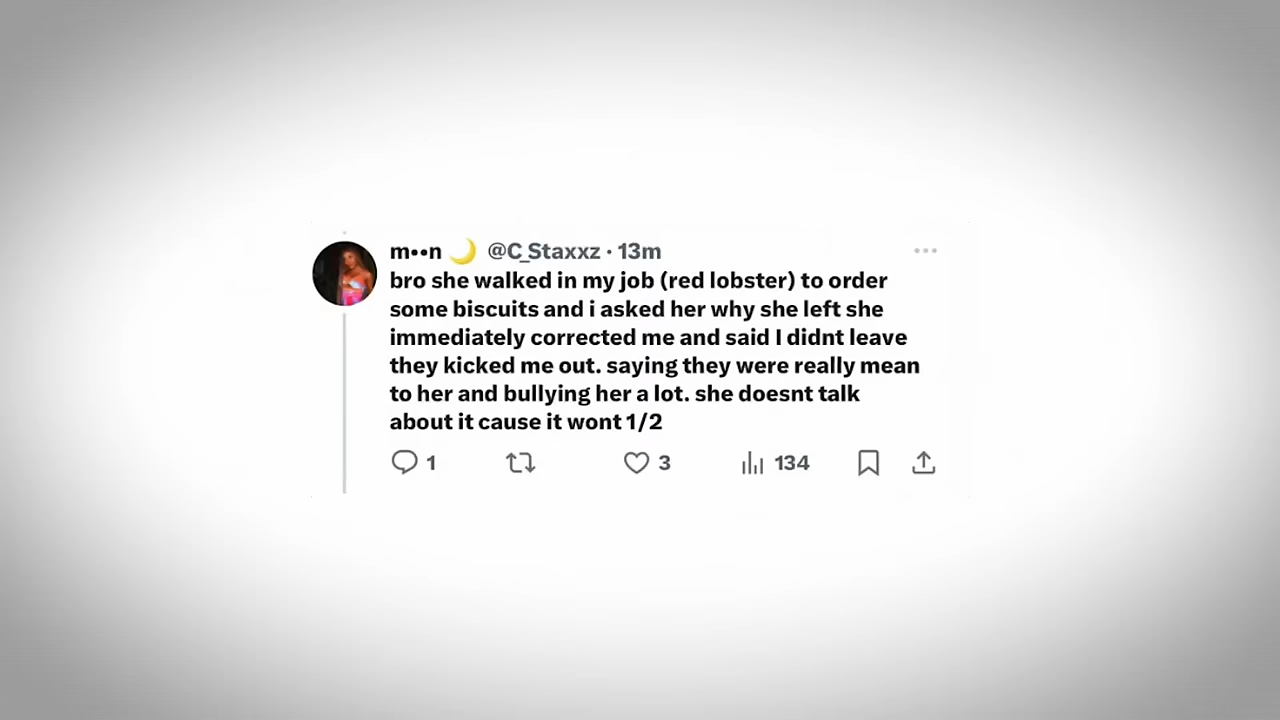 m••n 🌙 @C_Staxxz · 13m
bro she walked in my job (red lobster) to order
some biscuits and i asked her why she left she
immediately corrected me and said I didnt leave
they kicked me out. saying they were really mean
to her and bullying her a lot. she doesnt talk
about it cause it wont 1/2
1 3 134